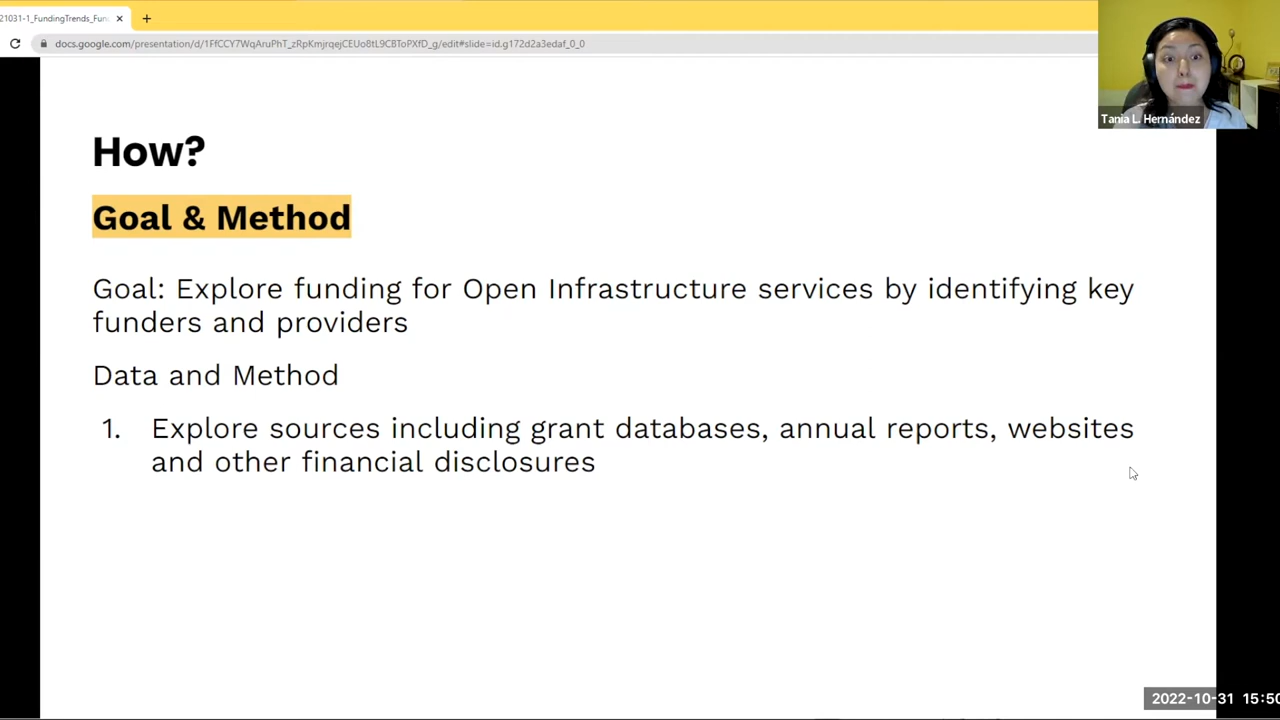 21031-1_FundingTrends_Fun
docs.google.com/presentation/d/1FfCCY7WqAruPhT_zRpKmjrqejCEUo8tL9CBToPXfD_g/edit#slide=id.g172d2a3edaf_0_0
Tania L. Hernández
How?
Goal & Method
Goal: Explore funding for Open Infrastructure services by identifying key
funders and providers
Data and Method
1. Explore sources including grant databases, annual reports, websites
and other financial disclosures
2022-10-31 15:50